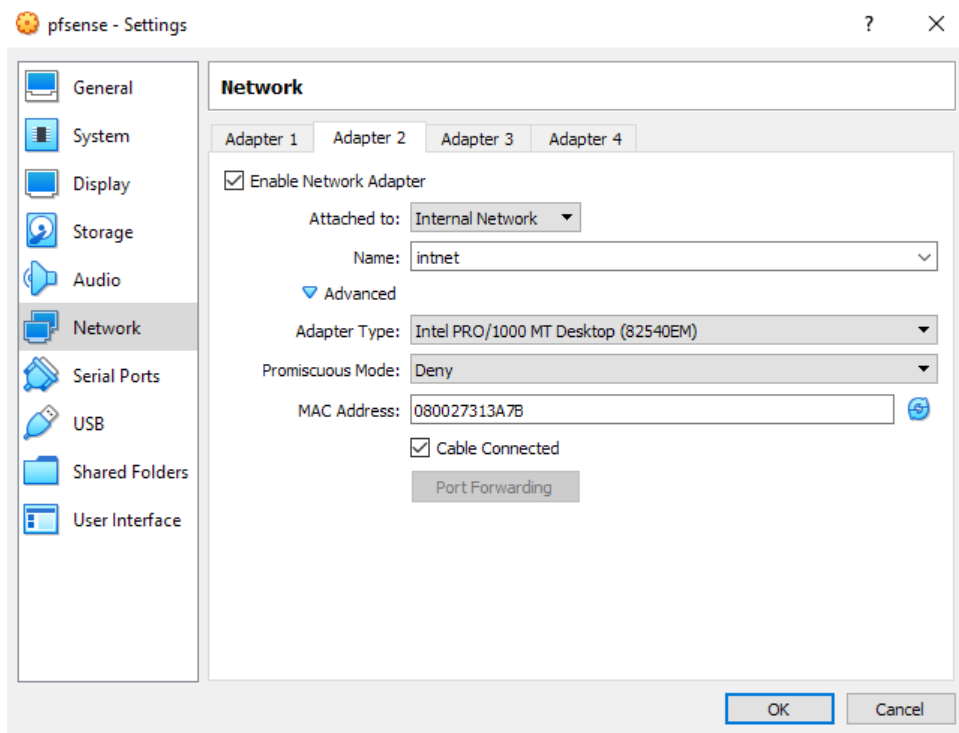 pfsense - Settings
?
General
System
Display
Storage
Audio
Network
Serial Ports
USB
Shared Folders
User Interface
Network
Adapter 1
Adapter 2
Adapter 3
Adapter 4
Enable Network Adapter
Attached to: Internal Network
Name: intnet
Advanced
Adapter Type: Intel PRO/1000 MT Desktop (82540EM)
Promiscuous Mode: Deny
MAC Address: 080027313A7B
Cable Connected
Port Forwarding
OK
Cancel